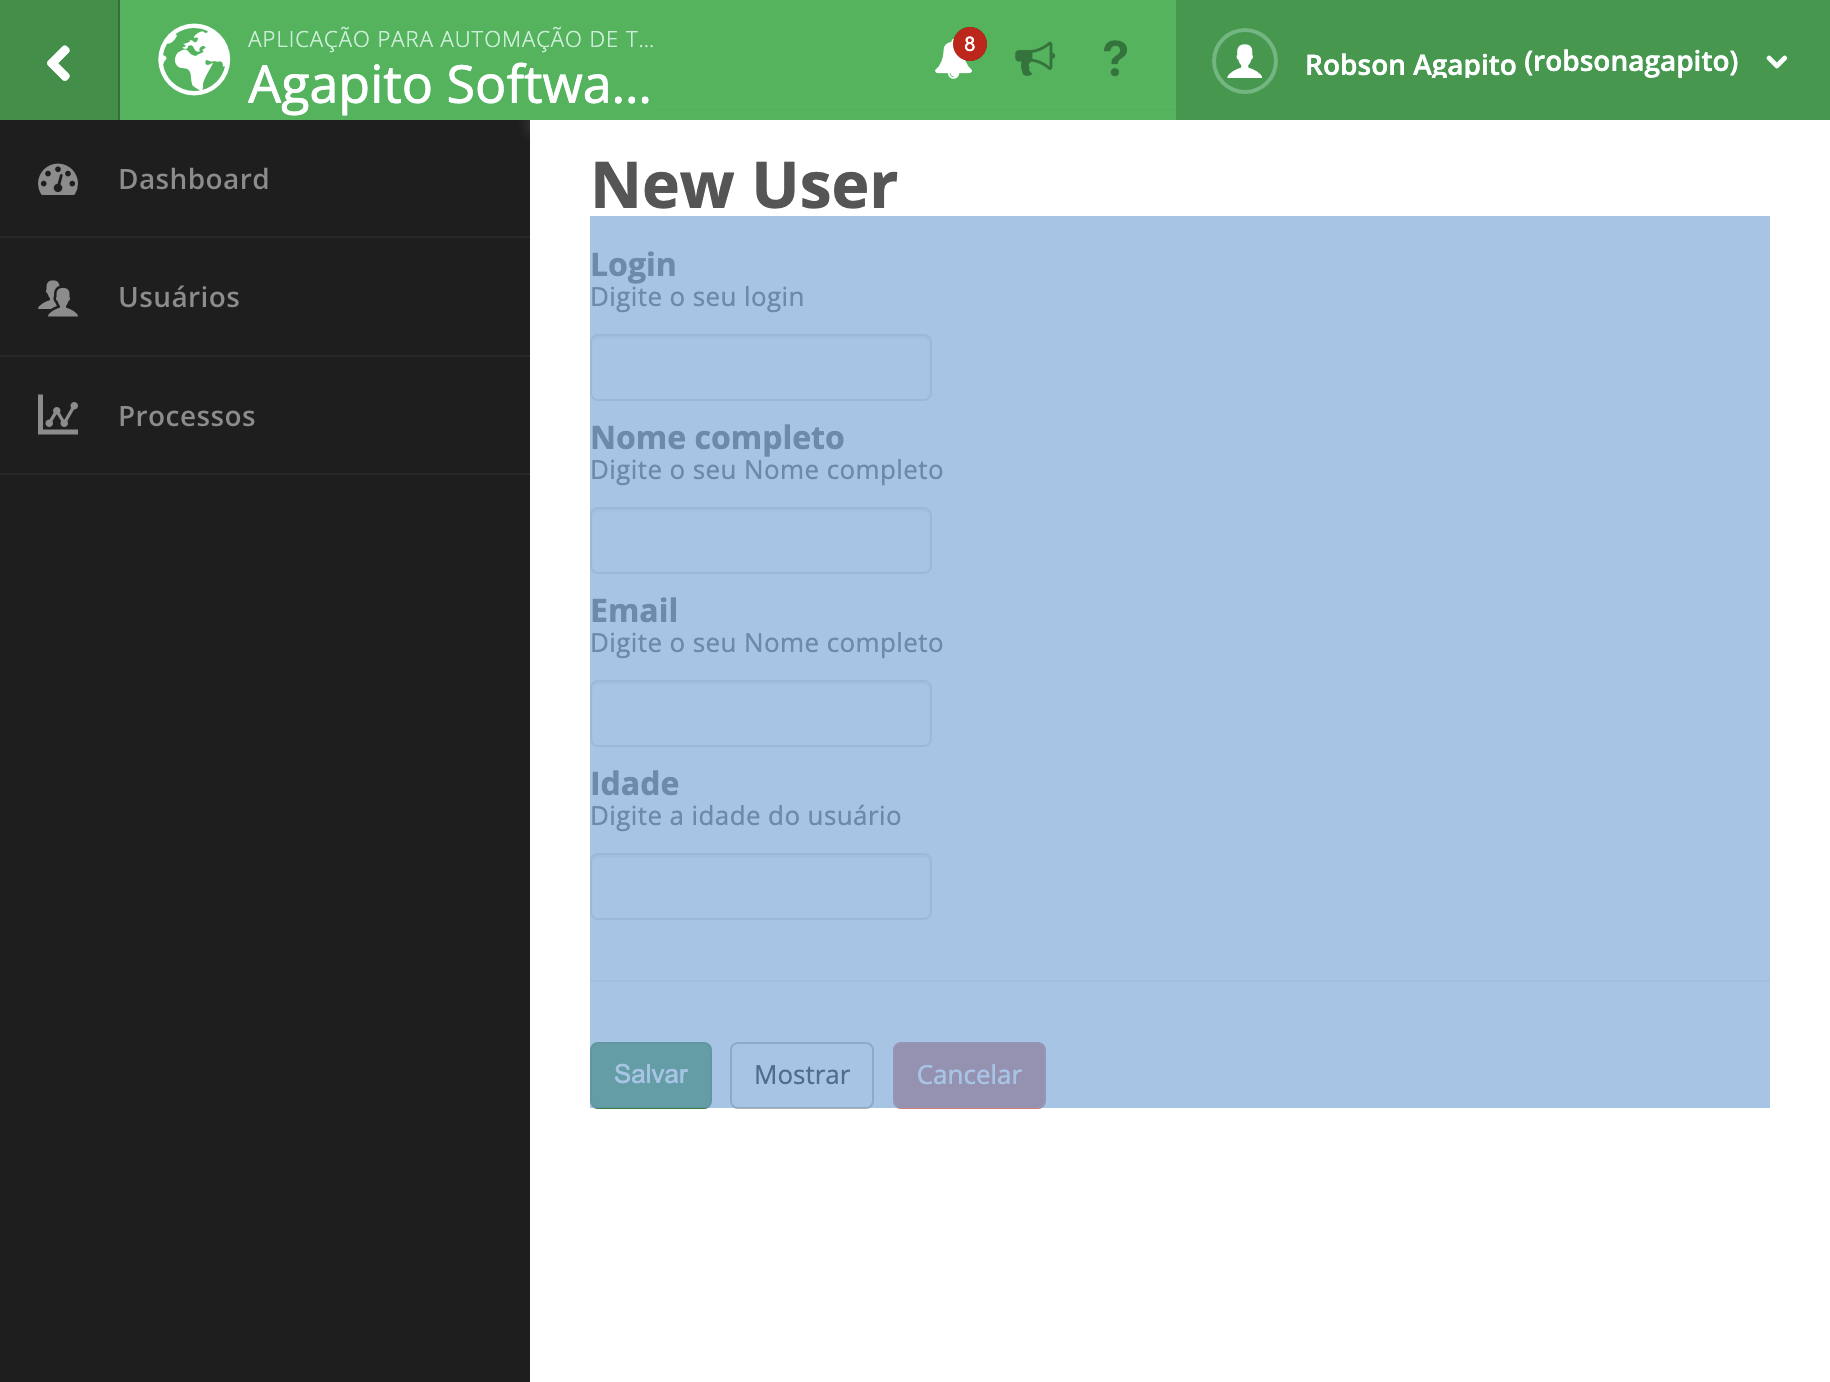 APLICAÇÃO PARA AUTOMAÇÃO DE T...
Agapito Softwa...
8
?
Robson Agapito (robsonagapito)
Dashboard
Usuários
Processos
New User
Login
Digite o seu login
Nome completo
Digite o seu Nome completo
Email
Digite o seu Nome completo
Idade
Digite a idade do usuário
Salvar
Mostrar
Cancelar